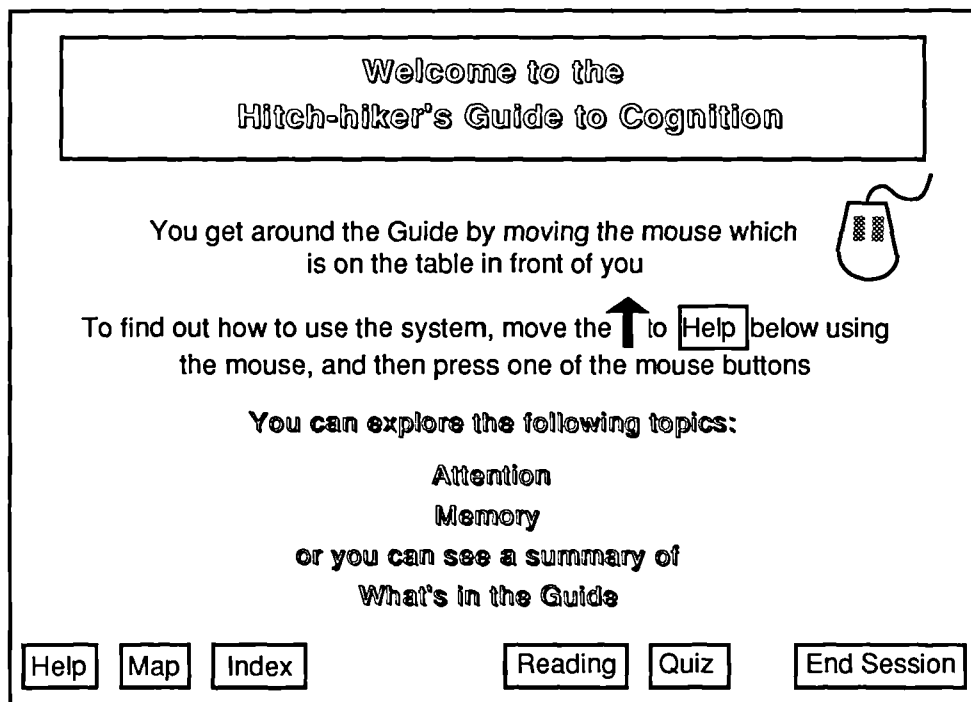 Welcome to the
Hitch-hiker's Guide to Cognition
You get around the Guide by moving the mouse which
is on the table in front of you
To find out how to use the system, move the to Help below using
the mouse, and then press one of the mouse buttons
You can explore the following topics:
Attention
Memory
or you can see a summary of
What's in the Guide
Help Map Index Reading Quiz End Session